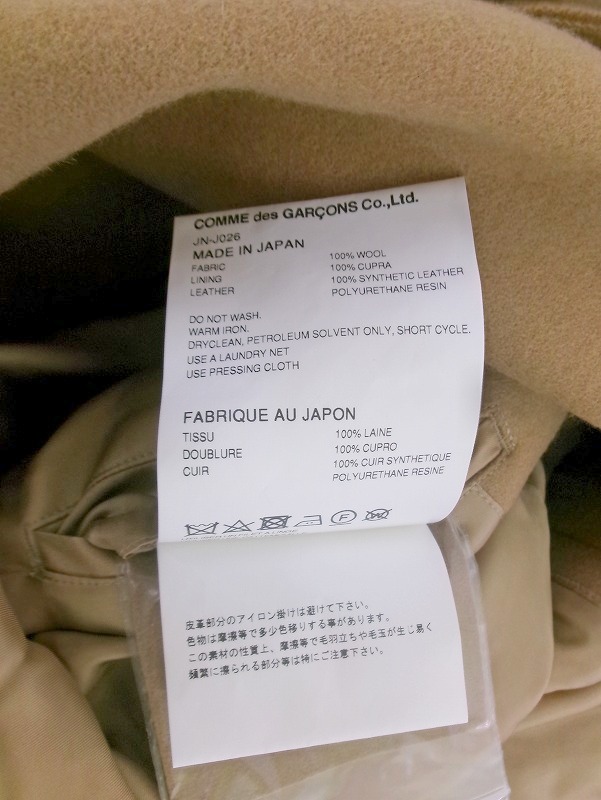 COMME des GARÇONS Co.,Ltd.
JN-J026
MADE IN JAPAN
FABRIC 100% WOOL
LINING 100% CUPRA
LEATHER 100% SYNTHETIC LEATHER
POLYURETHANE RESIN
DO NOT WASH.
WARM IRON.
DRYCLEAN, PETROLEUM SOLVENT ONLY, SHORT CYCLE.
USE A LAUNDRY NET
USE PRESSING CLOTH
FABRIQUE AU JAPON
TISSU 100% LAINE
DOUBLURE 100% CUPRO
CUIR 100% CUIR SYNTHETIQUE
POLYURETHANE RESINE
F
皮革部分のアイロン掛けは避けて下さい。
色物は摩擦等で多少色移りする事があります。
この素材の性質上、摩擦等で毛羽立ちや毛玉が生じ易く
頻繁に擦られる部分等は特にご注意下さい。